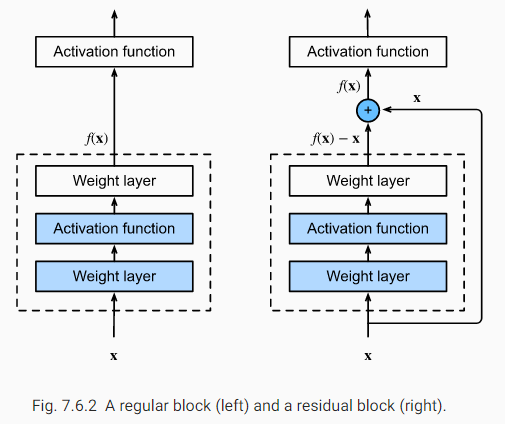 Activation function
f(x)
Weight layer
Activation function
Weight layer
x
Activation function
f(x)
+
x
f(x) − x
Weight layer
Activation function
Weight layer
x
Fig. 7.6.2 A regular block (left) and a residual block (right).